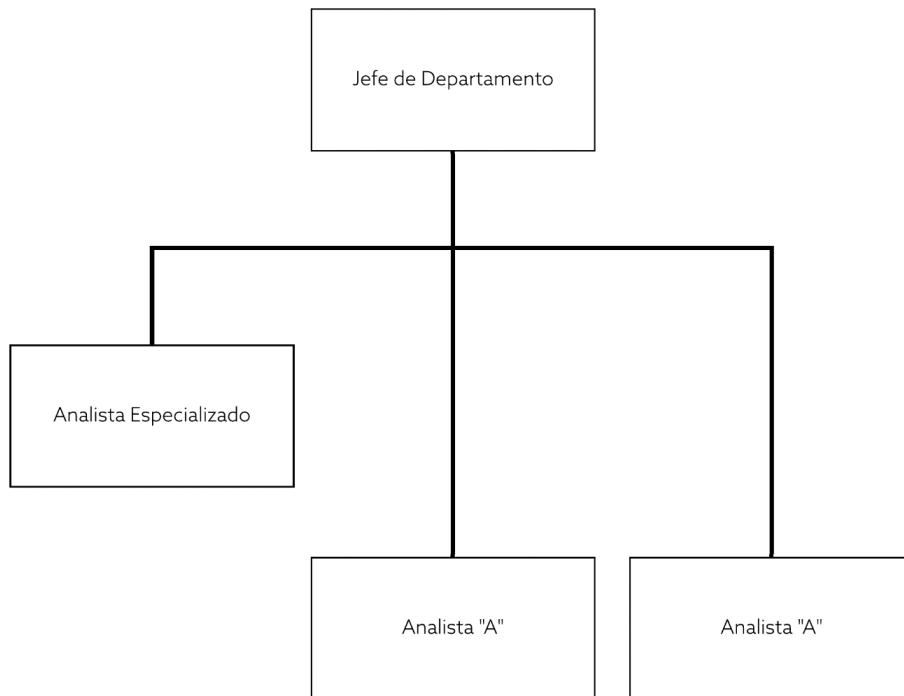 Jefe de Departamento
Analista Especializado
Analista "A"
Analista "A"